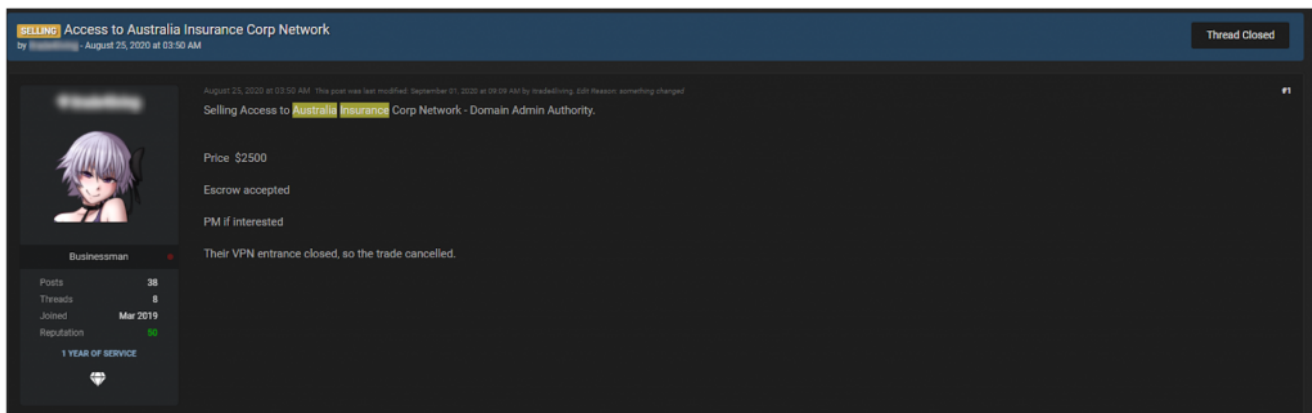 SELLING Access to Australia Insurance Corp Network
by - August 25, 2020 at 03:50 AM
Thread Closed
August 25, 2020 at 03:50 AM This post was last modified: September 01, 2020 at 09:09 AM by Edit Reason: something changed
#1
Selling Access to Australia Insurance Corp Network - Domain Admin Authority.
Price $2500
Escrow accepted
PM if interested
Their VPN entrance closed, so the trade cancelled.
Businessman
Posts 38
Threads 8
Joined Mar 2019
Reputation 50
1 YEAR OF SERVICE